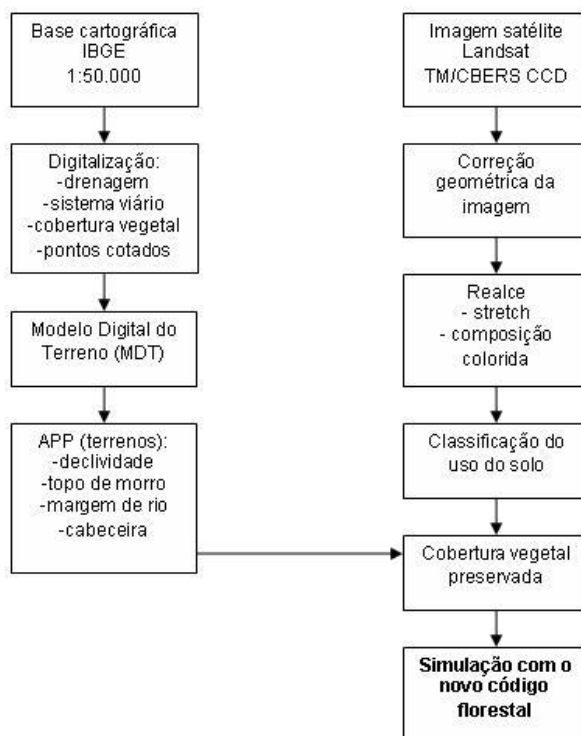 Base cartográfica
IBGE
1:50.000
Digitalização:
-drenagem
-sistema viário
-cobertura vegetal
-pontos cotados
Modelo Digital do
Terreno (MDT)
APP (terrenos):
-declividade
-topo de morro
-margem de rio
-cabeceira
Imagem satélite
Landsat
TM/CBERS CCD
Correção
geométrica da
imagem
Realce
- stretch
- composição
colorida
Classificação do
uso do solo
Cobertura vegetal
preservada
Simulação com o
novo código
florestal